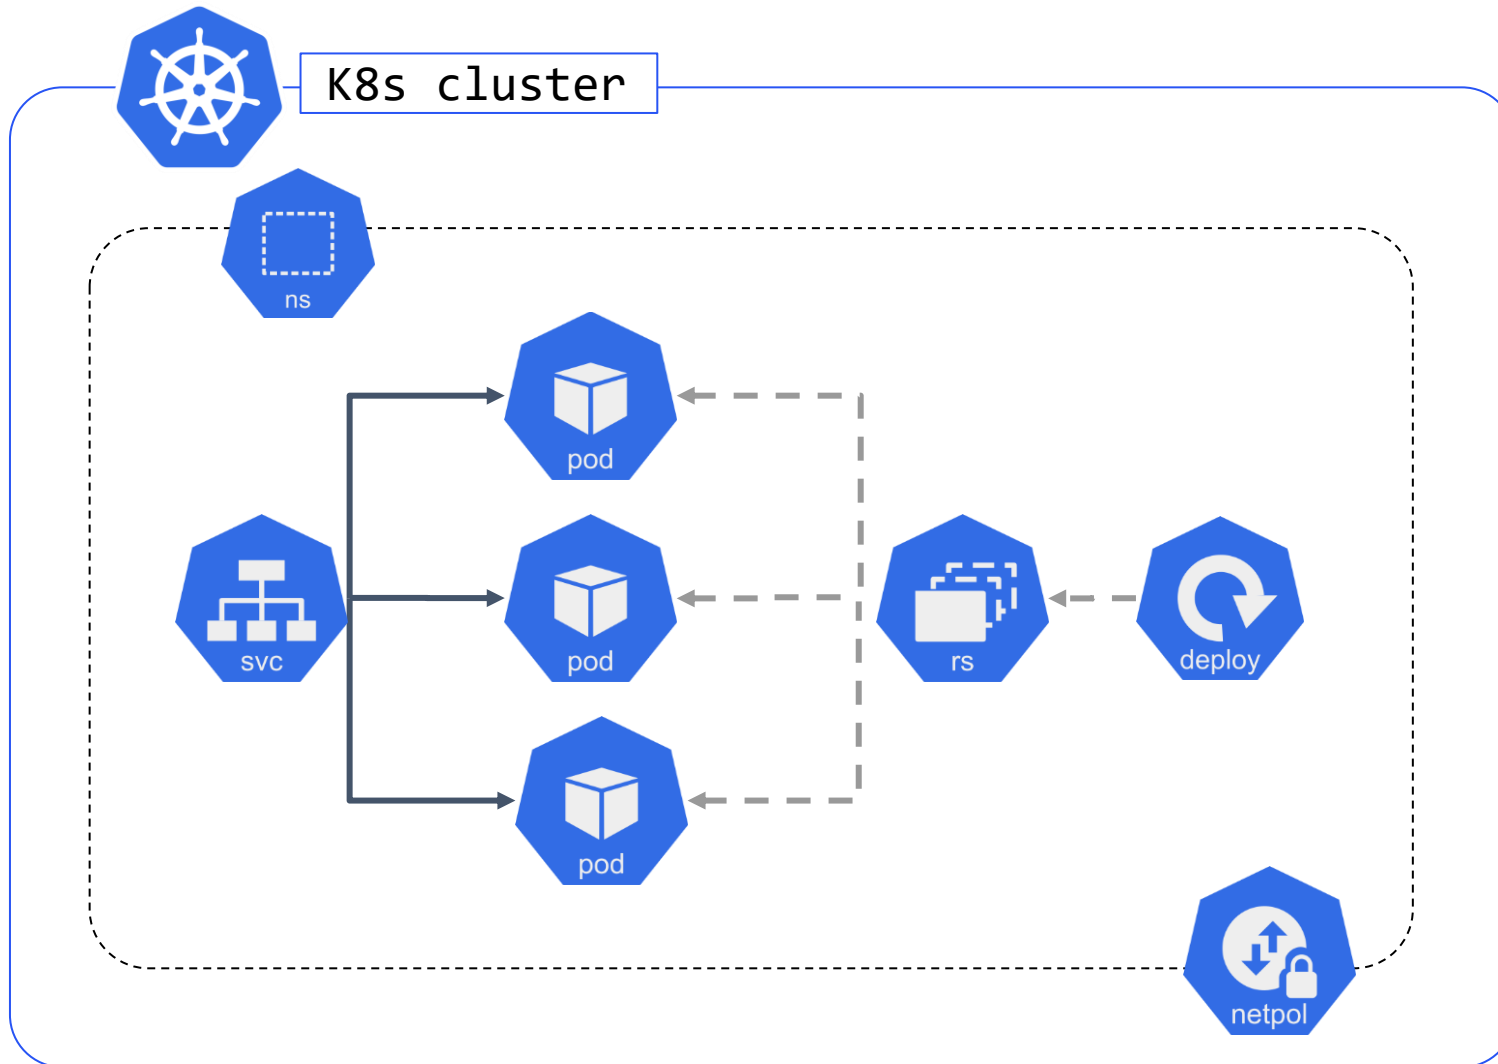 K8s cluster
ns
pod
svc
pod
rs
deploy
pod
netpol